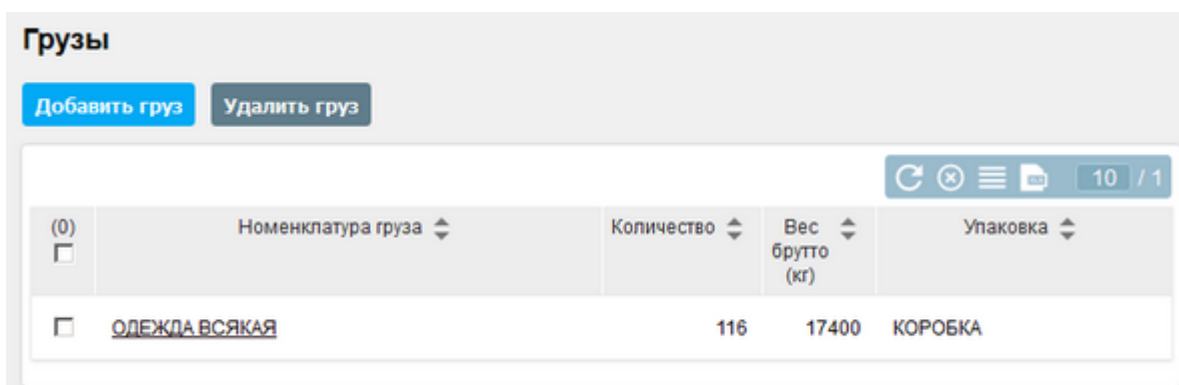 Грузы
Добавить груз Удалить груз
10 / 1
(0) Номенклатура груза Количество Вес брутто (кг) Упаковка
ОДЕЖДА ВСЯКАЯ 116 17400 КОРОБКА